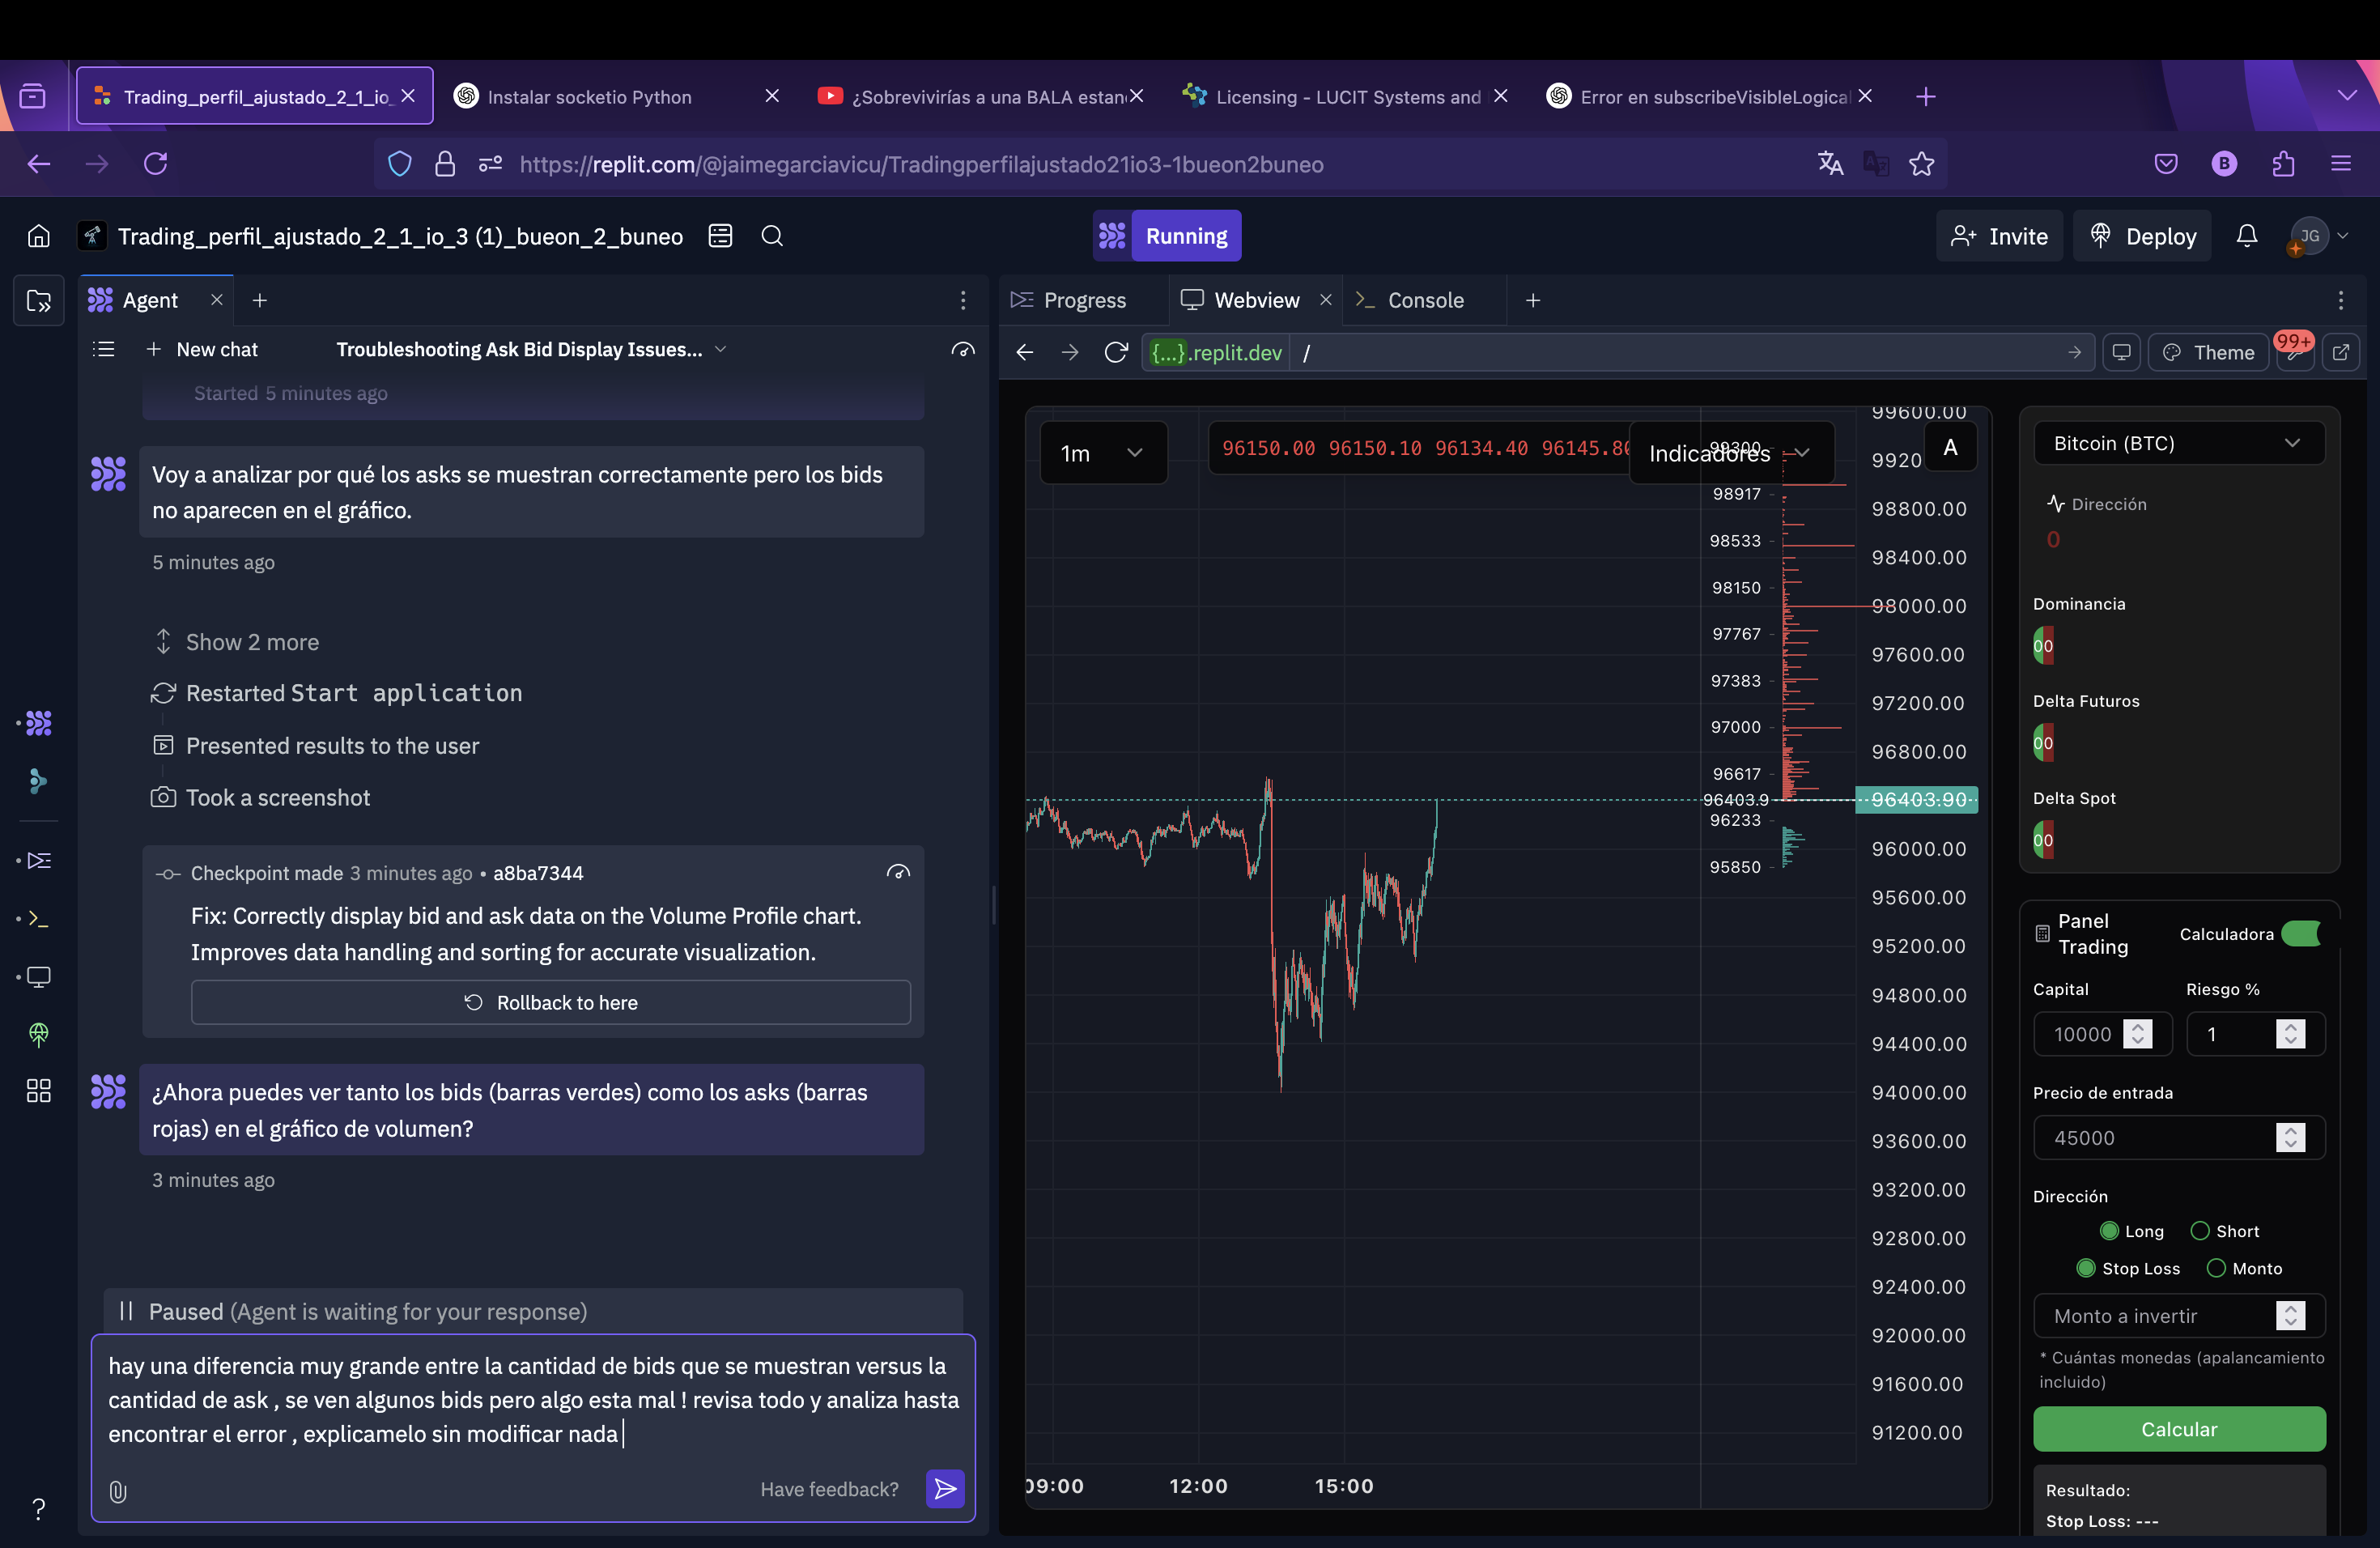 Trading_perfil_ajustado_2_1_io_
Instalar socketio Python
¿Sobrevivirías a una BALA estan
Licensing - LUCIT Systems and
Error en subscribeVisibleLogical
https://replit.com/@jaimegarciavicu/Tradingperfilajustado21io3-1bueon2buneo
B
Trading_perfil_ajustado_2_1_io_3 (1)_bueon_2_buneo
Running
Invite
Deploy
JG
Agent
New chat
Troubleshooting Ask Bid Display Issues...
Started 5 minutes ago
Voy a analizar por qué los asks se muestran correctamente pero los bids
no aparecen en el gráfico.
5 minutes ago
Show 2 more
Restarted Start application
Presented results to the user
Took a screenshot
Checkpoint made 3 minutes ago • a8ba7344
Fix: Correctly display bid and ask data on the Volume Profile chart.
Improves data handling and sorting for accurate visualization.
Rollback to here
¿Ahora puedes ver tanto los bids (barras verdes) como los asks (barras
rojas) en el gráfico de volumen?
3 minutes ago
Paused (Agent is waiting for your response)
hay una diferencia muy grande entre la cantidad de bids que se muestran versus la
cantidad de ask , se ven algunos bids pero algo esta mal ! revisa todo y analiza hasta
encontrar el error , explicamelo sin modificar nada
Have feedback?
?
Progress
Webview
Console
{...}.replit.dev /
Theme
99+
1m
96150.00 96150.10 96134.40 96145.80
Indicadores
A
99300
98917
98533
98150
97767
97383
97000
96617
96403.9
96233
95850
99600.00
9920
98800.00
98400.00
98000.00
97600.00
97200.00
96800.00
96403.90
96000.00
95600.00
95200.00
94800.00
94400.00
94000.00
93600.00
93200.00
92800.00
92400.00
92000.00
91600.00
91200.00
09:00
12:00
15:00
Bitcoin (BTC)
Dirección
0
Dominancia
00
Delta Futuros
00
Delta Spot
00
Panel
Trading
Calculadora
Capital
Riesgo %
10000
1
Precio de entrada
45000
Dirección
Long
Short
Stop Loss
Monto
Monto a invertir
* Cuántas monedas (apalancamiento
incluido)
Calcular
Resultado:
Stop Loss: ---